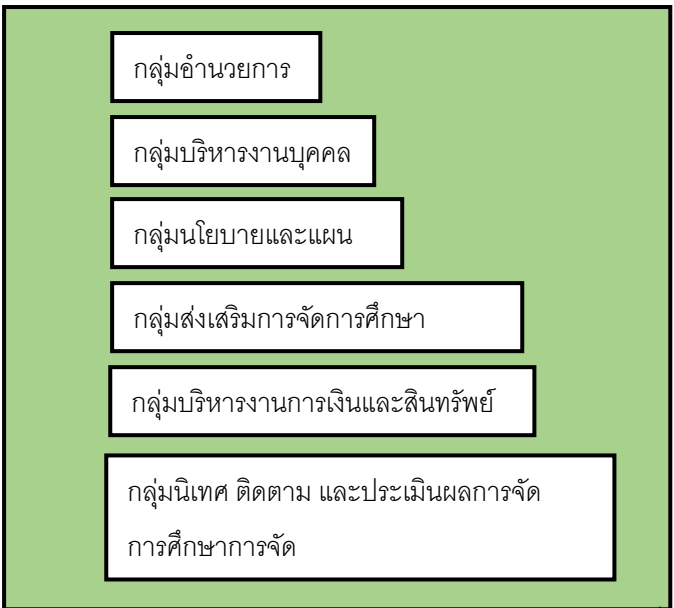 กลุ่มอำนวยการ
กลุ่มบริหารงานบุคคล
กลุ่มนโยบายและแผน
กลุ่มส่งเสริมการจัดการศึกษา
กลุ่มบริหารงานการเงินและสินทรัพย์
กลุ่มนิเทศ ติดตาม และประเมินผลการจัด
การศึกษาการจัด